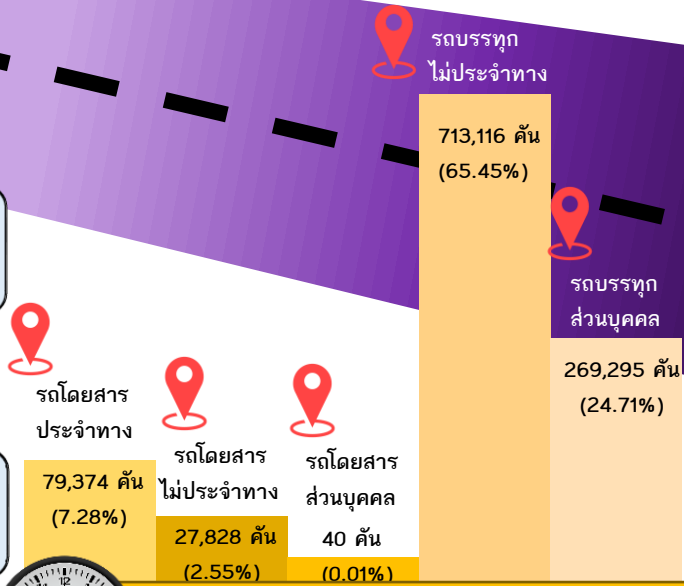 รถบรรทุก
ไม่ประจำทาง
713,116 คัน
(65.45%)
รถบรรทุก
ส่วนบุคคล
269,295 คัน
(24.71%)
รถโดยสาร
ประจำทาง
79,374 คัน
(7.28%)
รถโดยสาร
ไม่ประจำทาง
27,828 คัน
(2.55%)
รถโดยสาร
ส่วนบุคคล
40 คัน
(0.01%)
12